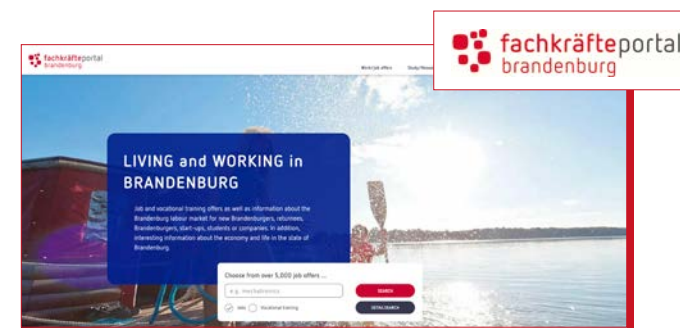 fachkräfteportal
brandenburg
fachkräfteportal
brandenburg
Work/Job offers
LIVING and WORKING in
BRANDENBURG
Job and vocational training offers as well as information about the
Brandenburg labour market for new Brandenburgers, returnees,
Brandenburgers, start-ups, students or companies. In addition,
interesting information about the economy and life in the state of
Brandenburg.
Choose from over 5,000 job offers ...
e.g. mechatronics
SEARCH
Jobs
Vocational training
DETAIL SEARCH